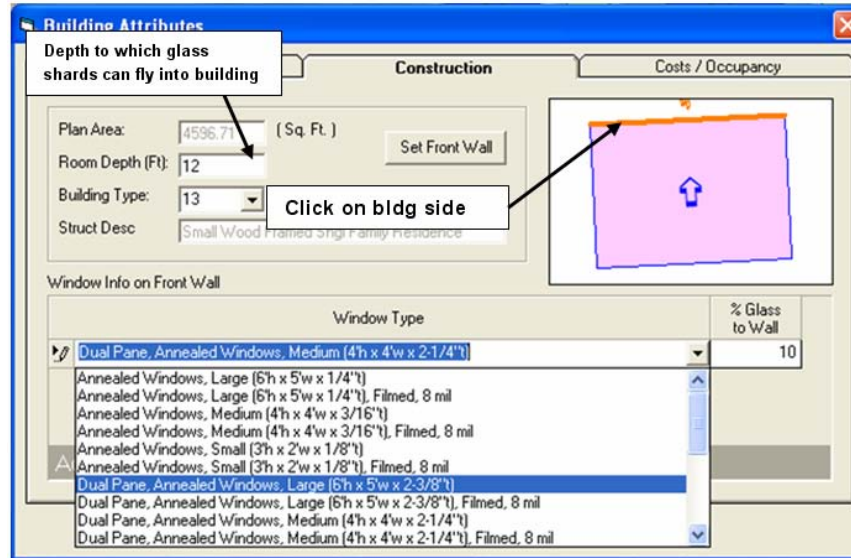 Building Attributes
Depth to which glass
shards can fly into building
Construction
Costs / Occupancy
Plan Area: 4596.71 ( Sq. Ft. )
Set Front Wall
Room Depth (Ft): 12
Building Type: 13
Click on bldg side
Struct Desc Small Wood Framed Sngl Family Residence
Window Info on Front Wall
Window Type
% Glass
to Wall
Dual Pane, Annealed Windows, Medium (4'h x 4'w x 2-1/4"t) 10
Annealed Windows, Large (6'h x 5'w x 1/4"t)
Annealed Windows, Large (6'h x 5'w x 1/4"t), Filmed, 8 mil
Annealed Windows, Medium (4'h x 4'w x 3/16"t)
Annealed Windows, Medium (4'h x 4'w x 3/16"t), Filmed, 8 mil
Annealed Windows, Small (3'h x 2'w x 1/8"t)
Annealed Windows, Small (3'h x 2'w x 1/8"t), Filmed, 8 mil
Dual Pane, Annealed Windows, Large (6'h x 5'w x 2-3/8"t)
Dual Pane, Annealed Windows, Large (6'h x 5'w x 2-3/8"t), Filmed, 8 mil
Dual Pane, Annealed Windows, Medium (4'h x 4'w x 2-1/4"t)
Dual Pane, Annealed Windows, Medium (4'h x 4'w x 2-1/4"t), Filmed, 8 mil